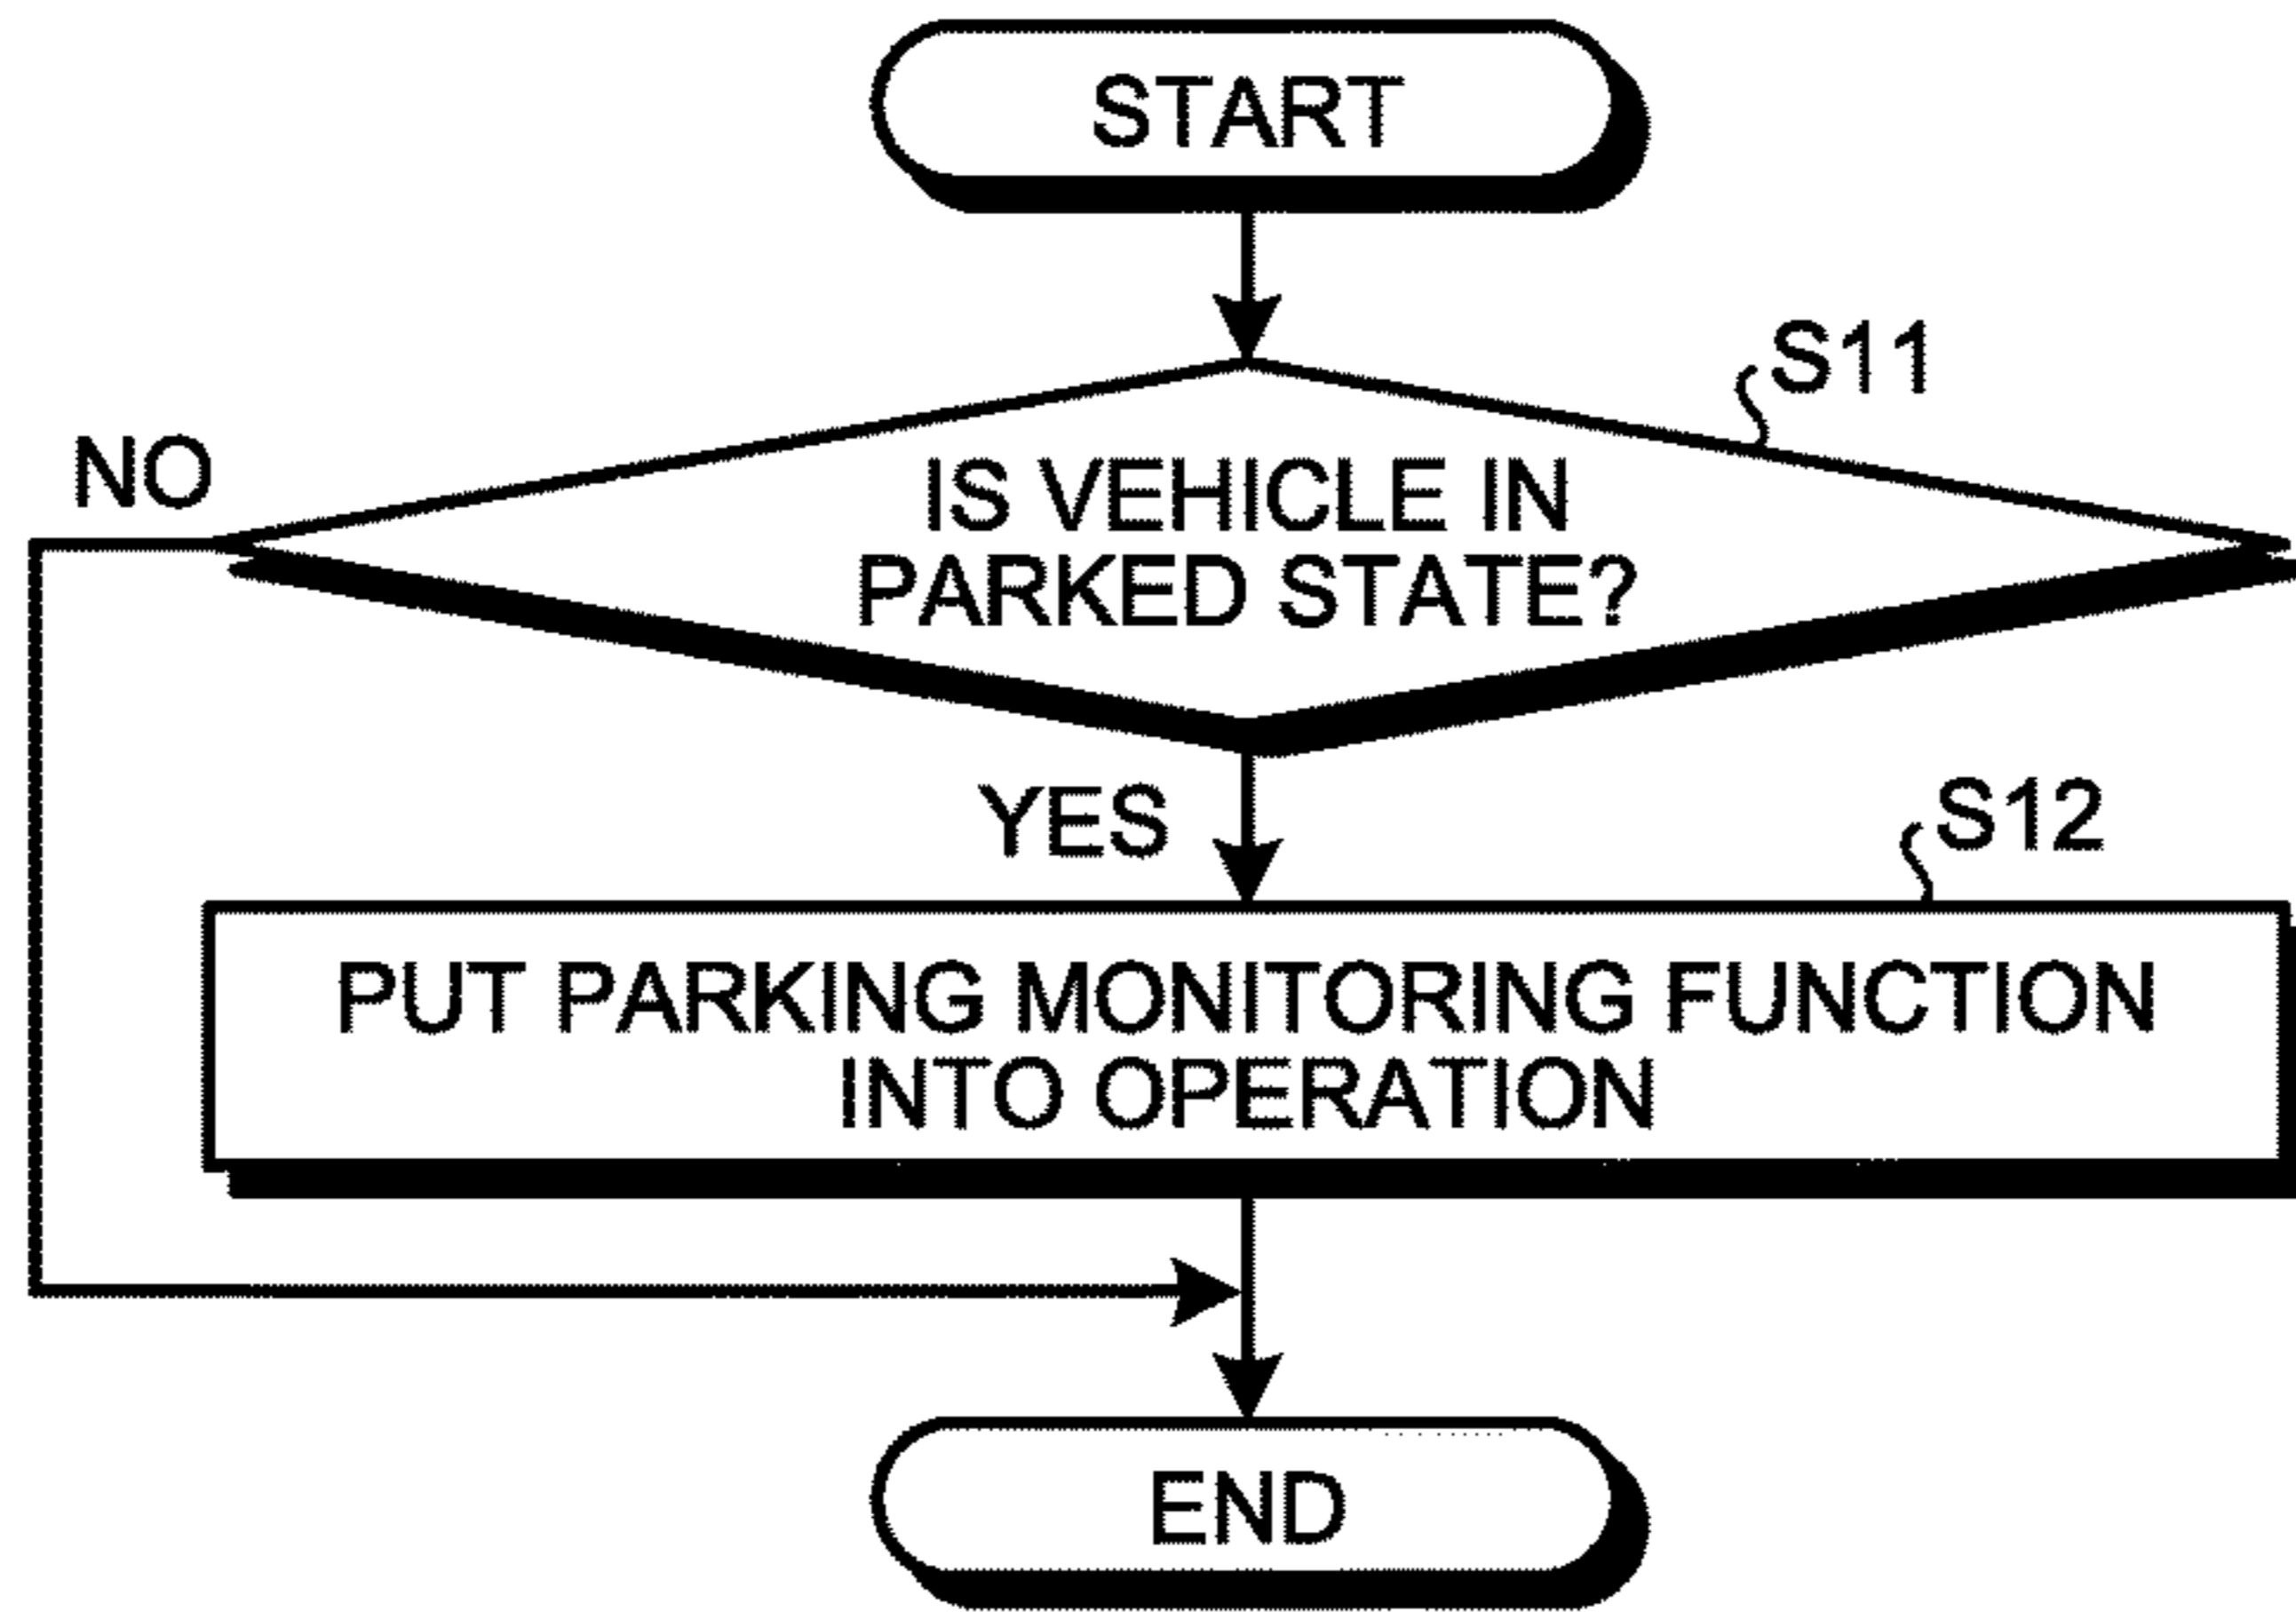 START
S11
NO
IS VEHICLE IN
PARKED STATE?
YES
S12
PUT PARKING MONITORING FUNCTION
INTO OPERATION
END